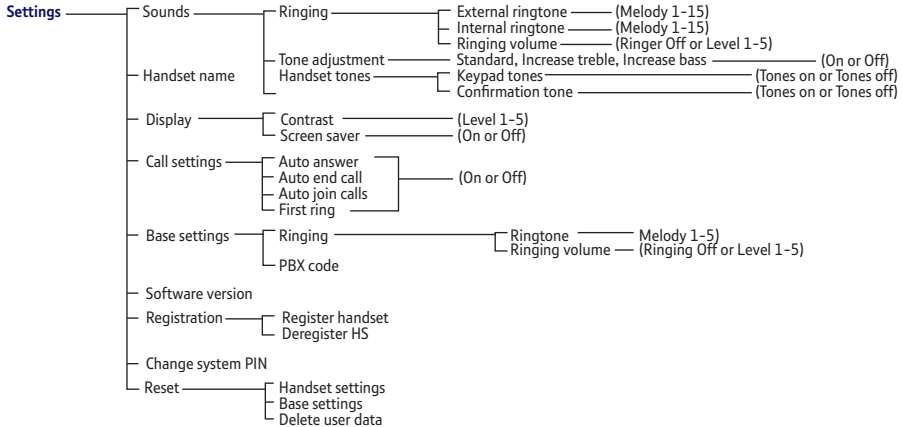 Settings Sounds Ringing External ringtone (Melody 1-15)
Internal ringtone (Melody 1-15)
Ringing volume (Ringer Off or Level 1-5)
Tone adjustment Standard, Increase treble, Increase bass (On or Off)
Handset name Handset tones Keypad tones (Tones on or Tones off)
Confirmation tone (Tones on or Tones off)
Display Contrast (Level 1-5)
Screen saver (On or Off)
Call settings Auto answer
Auto end call (On or Off)
Auto join calls
First ring
Base settings Ringing Ringtone Melody 1-5)
Ringing volume (Ringing Off or Level 1-5)
PBX code
Software version
Registration Register handset
Deregister HS
Change system PIN
Reset Handset settings
Base settings
Delete user data